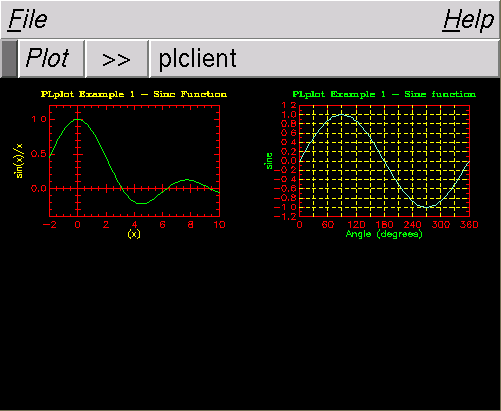 File Help
Plot >> plclient
PLplot Example 1 - Sinc Function
sin(x)/x
1.0
0.5
0.0
-2 0 2 4 6 8 10
(x)
PLplot Example 1 - Sine function
sine
1.2
1.0
0.8
0.6
0.4
0.2
0.0
-0.2
-0.4
-0.6
-0.8
-1.0
-1.2
0 60 120 180 240 300 360
Angle (degrees)